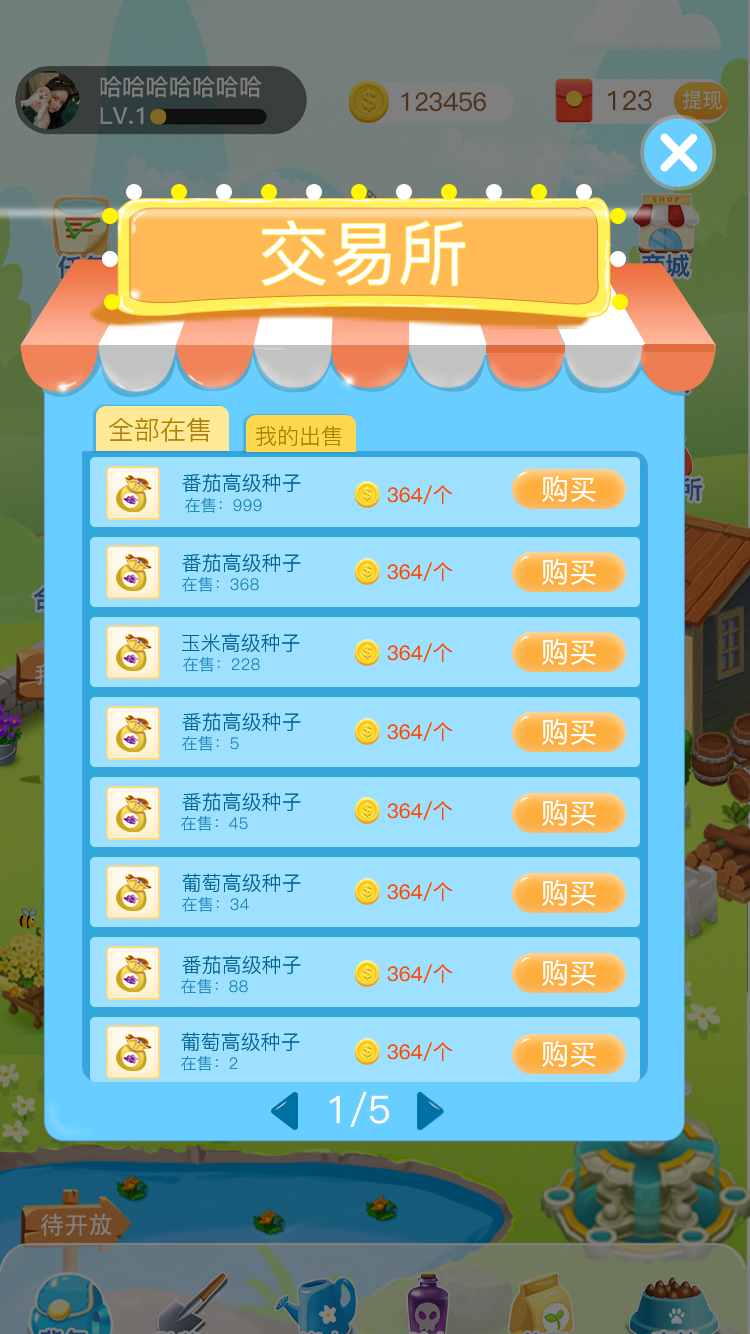 哈哈哈哈哈哈哈
LV.1
123456
123
提现
SHOP
商城
交易所
全部在售
我的出售
番茄高级种子
在售：999
364/个
购买
番茄高级种子
在售：368
364/个
购买
玉米高级种子
在售：228
364/个
购买
番茄高级种子
在售：5
364/个
购买
番茄高级种子
在售：45
364/个
购买
葡萄高级种子
在售：34
364/个
购买
番茄高级种子
在售：88
364/个
购买
葡萄高级种子
在售：2
364/个
购买
1/5
所
待开放